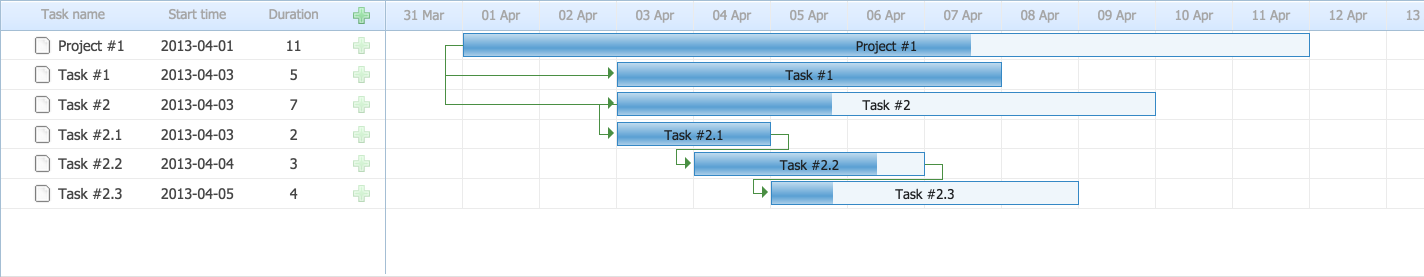 Task name Start time Duration 31 Mar 01 Apr 02 Apr 03 Apr 04 Apr 05 Apr 06 Apr 07 Apr 08 Apr 09 Apr 10 Apr 11 Apr 12 Apr 13
Project #1 2013-04-01 11 Project #1
Task #1 2013-04-03 5 Task #1
Task #2 2013-04-03 7 Task #2
Task #2.1 2013-04-03 2 Task #2.1
Task #2.2 2013-04-04 3 Task #2.2
Task #2.3 2013-04-05 4 Task #2.3